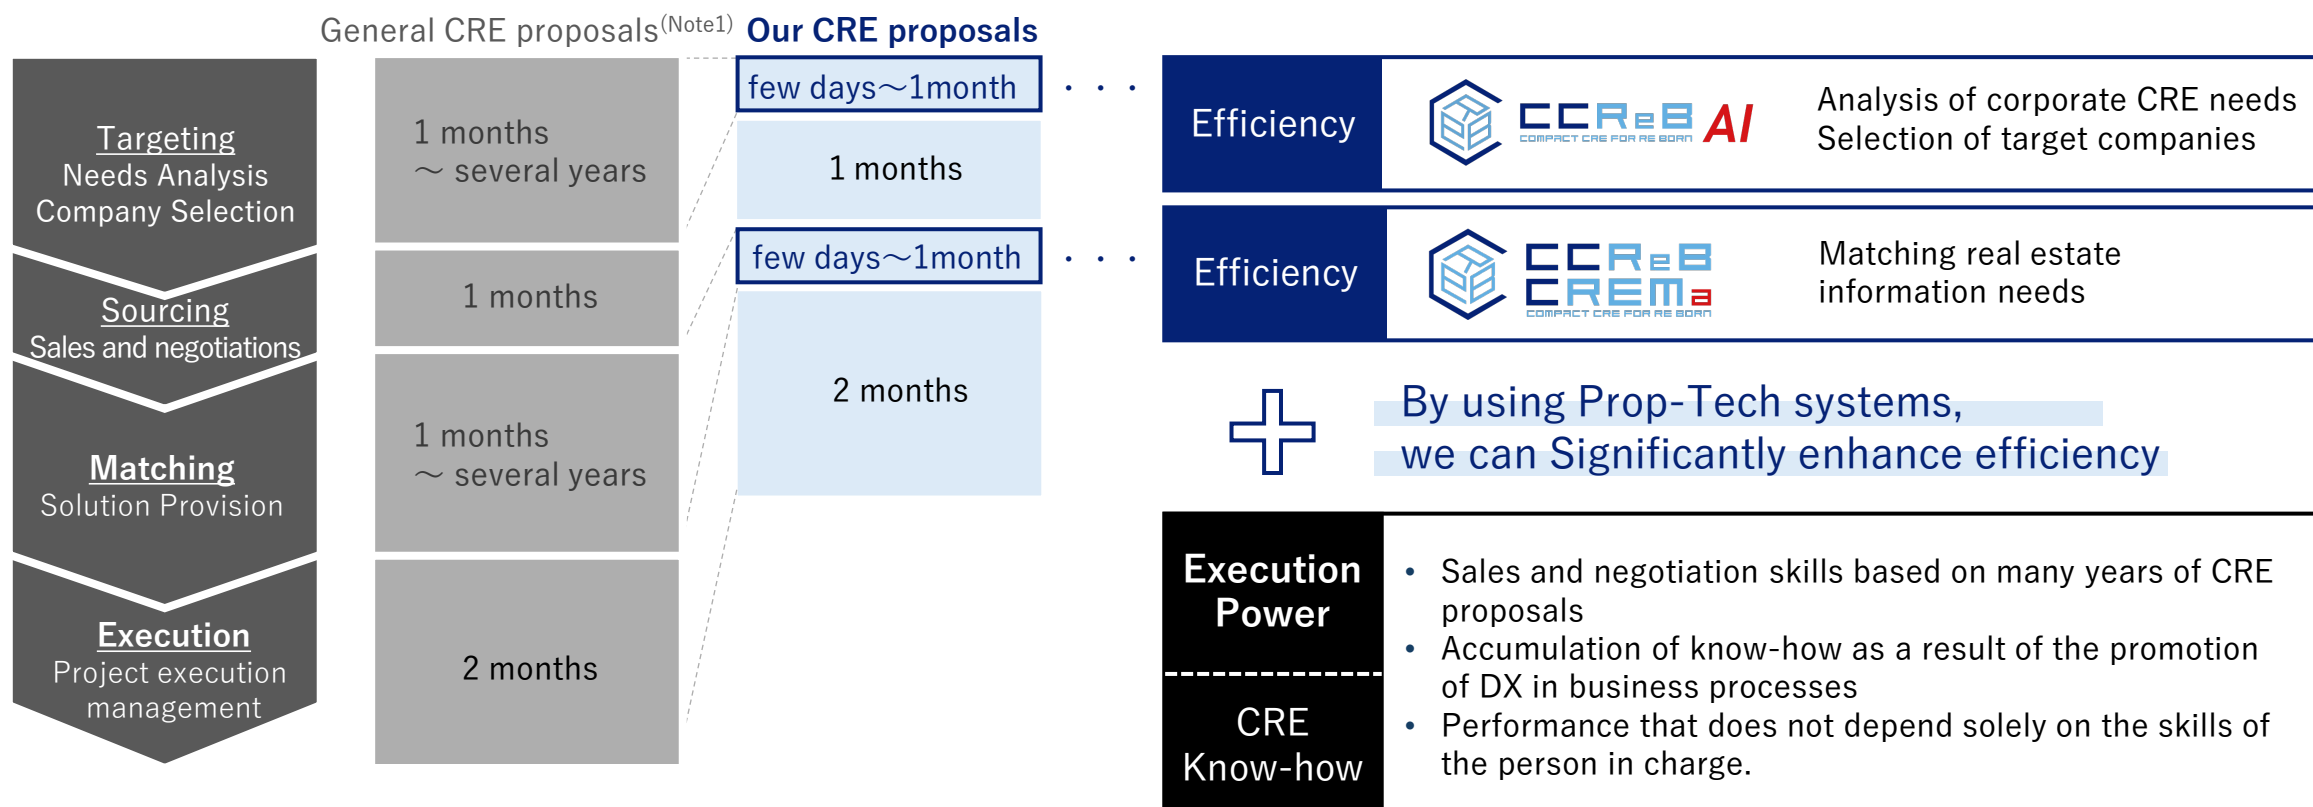 General CRE proposals(Note1)
Our CRE proposals
Targeting
Needs Analysis
Company Selection
Sourcing
Sales and negotiations
Matching
Solution Provision
Execution
Project execution
management
1 months
～ several years
1 months
1 months
～ several years
2 months
few days～1month
1 months
few days～1month
2 months
・・・
・・・
Efficiency
CCReB AI
COMPACT CRE FOR RE BORN
Analysis of corporate CRE needs
Selection of target companies
Efficiency
CCReB
CREMa
COMPACT CRE FOR RE BORN
Matching real estate
information needs
By using Prop-Tech systems,
we can Significantly enhance efficiency
Execution
Power
CRE
Know-how
• Sales and negotiation skills based on many years of CRE
proposals
• Accumulation of know-how as a result of the promotion
of DX in business processes
• Performance that does not depend solely on the skills of
the person in charge.